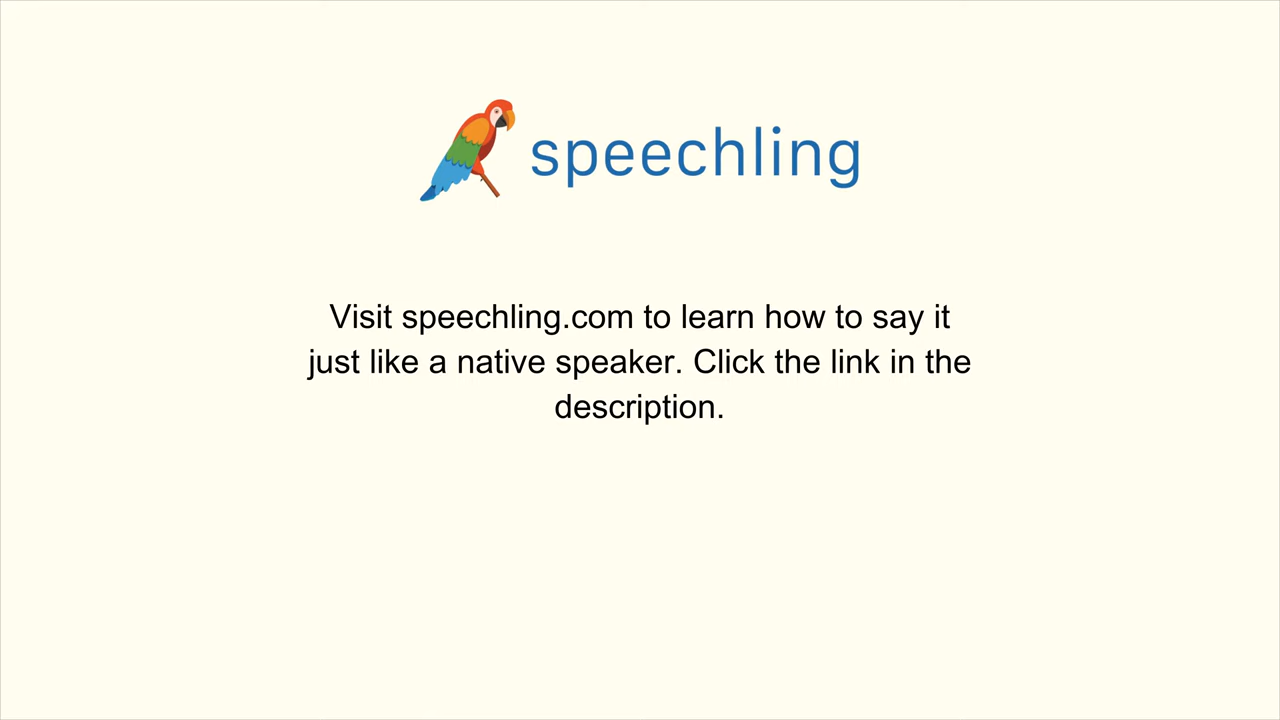 speechling
Visit speechling.com to learn how to say it
just like a native speaker. Click the link in the
description.